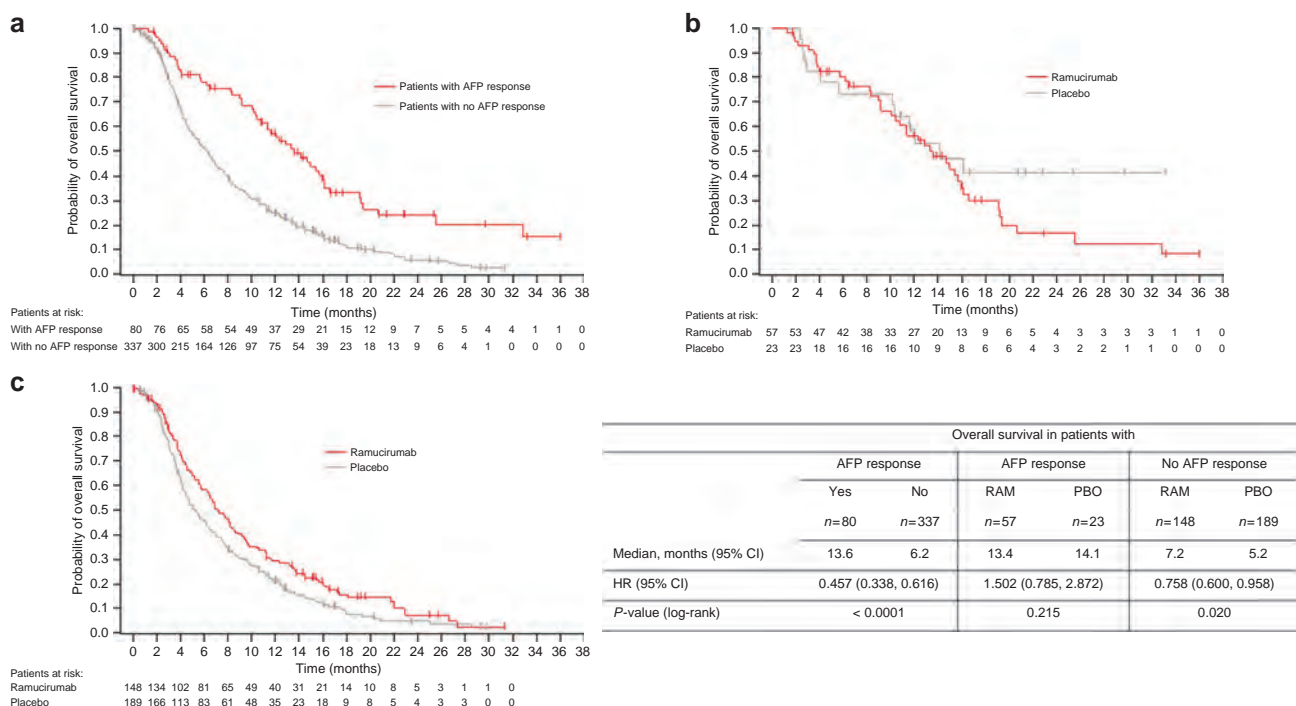 a
1.0
0.9
0.8
0.7
0.6
0.5
0.4
0.3
0.2
0.1
0.0
Probability of overall survival
Patients with AFP response
Patients with no AFP response
0 2 4 6 8 10 12 14 16 18 20 22 24 26 28 30 32 34 36 38
Time (months)
Patients at risk:
With AFP response 80 76 65 58 54 49 37 29 21 15 12 9 7 5 5 4 4 1 1 0
With no AFP response 337 300 215 164 126 97 75 54 39 23 18 13 9 6 4 1 0 0 0 0
b
1.0
0.9
0.8
0.7
0.6
0.5
0.4
0.3
0.2
0.1
0.0
Probability of overall survival
Ramucirumab
Placebo
0 2 4 6 8 10 12 14 16 18 20 22 24 26 28 30 32 34 36 38
Time (months)
Patients at risk:
Ramucirumab 57 53 47 42 38 33 27 20 13 9 6 5 4 3 3 3 3 1 1 0
Placebo 23 23 18 16 16 16 10 9 8 6 6 4 3 2 2 1 1 0 0 0
c
1.0
0.9
0.8
0.7
0.6
0.5
0.4
0.3
0.2
0.1
0.0
Probability of overall survival
Ramucirumab
Placebo
0 2 4 6 8 10 12 14 16 18 20 22 24 26 28 30 32 34 36 38
Time (months)
Patients at risk:
Ramucirumab 148 134 102 81 65 49 40 31 21 14 10 8 5 3 1 1 0
Placebo 189 166 113 83 61 48 35 23 18 9 8 5 4 3 3 0 0
Overall survival in patients with
AFP response AFP response No AFP response
Yes No RAM PBO RAM PBO
n=80 n=337 n=57 n=23 n=148 n=189
Median, months (95% CI) 13.6 6.2 13.4 14.1 7.2 5.2
HR (95% CI) 0.457 (0.338, 0.616) 1.502 (0.785, 2.872) 0.758 (0.600, 0.958)
P-value (log-rank) < 0.0001 0.215 0.020